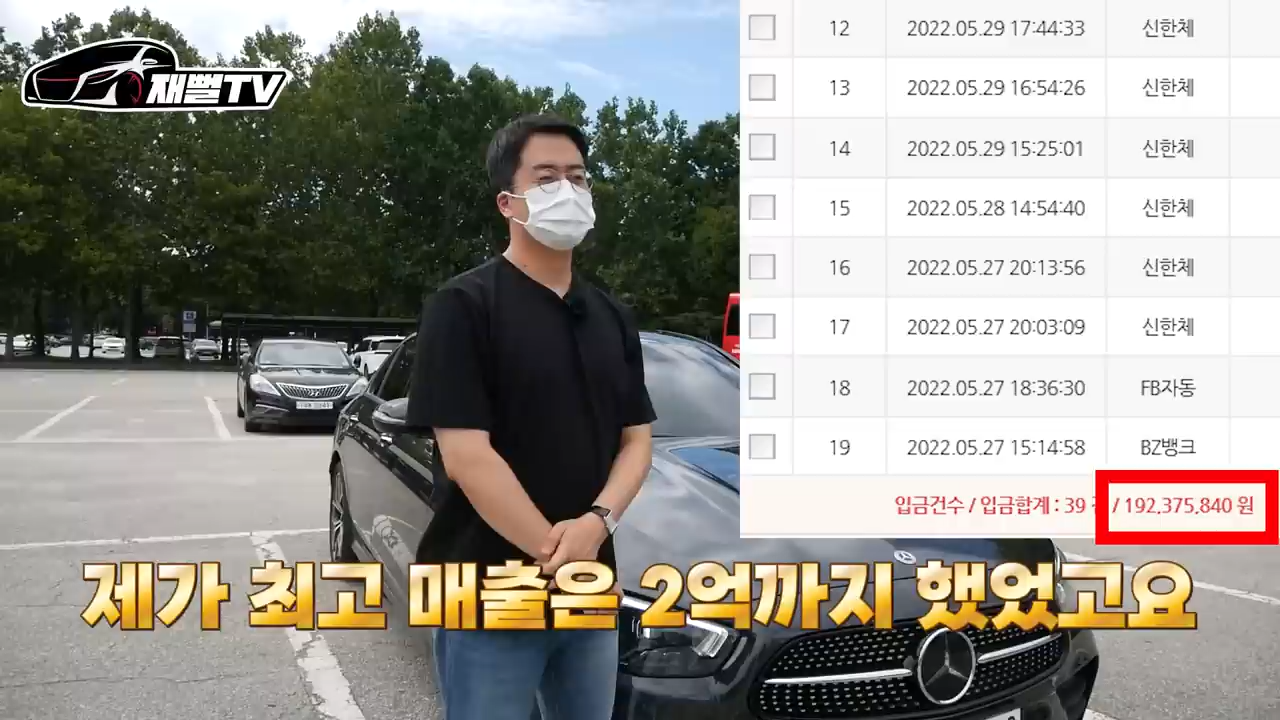 재뻘TV
12 2022.05.29 17:44:33 신한체
13 2022.05.29 16:54:26 신한체
14 2022.05.29 15:25:01 신한체
15 2022.05.28 14:54:40 신한체
16 2022.05.27 20:13:56 신한체
17 2022.05.27 20:03:09 신한체
18 2022.05.27 18:36:30 FB자동
19 2022.05.27 15:14:58 BZ뱅크
입금건수 / 입금합계 : 39 / 192,375,840 원
제가 최고 매출은 2억까지 했었고요